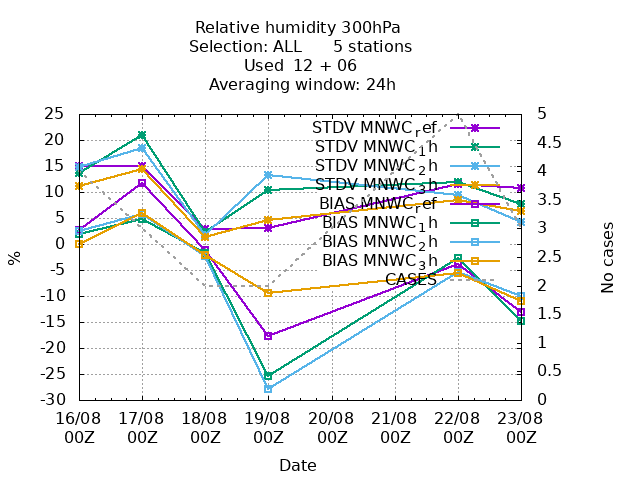 Relative humidity 300hPa
Selection: ALL 5 stations
Used 12 + 06
Averaging window: 24h
25
20
15
10
5
0
-5
-10
-15
-20
-25
-30
%
5
4.5
4
3.5
3
2.5
2
1.5
1
0.5
0
No cases
STDV MNWC_ref
STDV MNWC_1h
STDV MNWC_2h
STDV MNWC_3h
BIAS MNWC_ref
BIAS MNWC_1h
BIAS MNWC_2h
BIAS MNWC_3h
CASES
16/08 17/08 18/08 19/08 20/08 21/08 22/08 23/08
00Z 00Z 00Z 00Z 00Z 00Z 00Z 00Z
Date